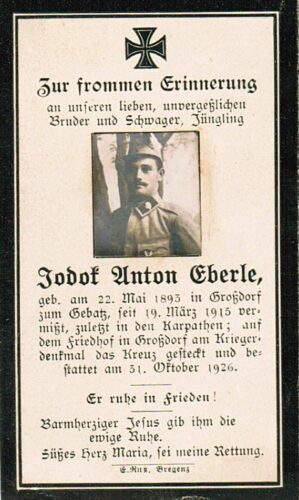 Zur frommen Erinnerung
an unseren lieben, unvergeßlichen
Bruder und Schwager, Jüngling
Jodok Anton Eberle,
geb. am 22. Mai 1893 in Großdorf
zum Gebatz, seit 19. März 1915 ver-
mißt, zuletzt in den Karpathen; auf
dem Friedhof in Großdorf am Krieger-
denkmal das Kreuz gesteckt und be-
stattet am 31. Oktober 1926.
Er ruhe in Frieden!
Barmherziger Jesus gib ihm die
ewige Ruhe.
Süßes Herz Maria, sei meine Rettung.
E. Ruß, Bregenz